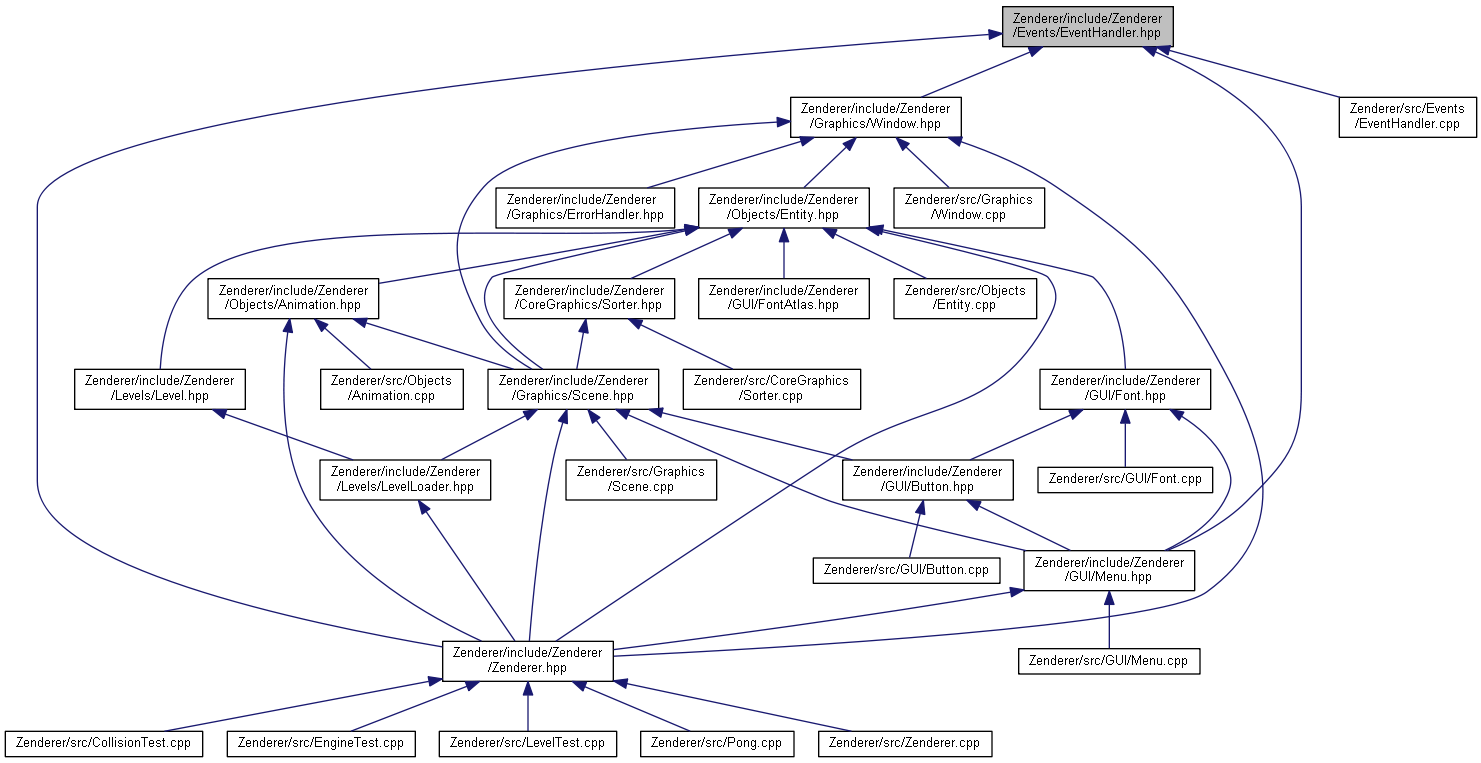 Zenderer/include/Zenderer
/Events/EventHandler.hpp
Zenderer/include/Zenderer
/Graphics/Window.hpp
Zenderer/src/Events
/EventHandler.cpp
Zenderer/include/Zenderer
/Graphics/ErrorHandler.hpp
Zenderer/include/Zenderer
/Objects/Entity.hpp
Zenderer/src/Graphics
/Window.cpp
Zenderer/include/Zenderer
/Objects/Animation.hpp
Zenderer/include/Zenderer
/CoreGraphics/Sorter.hpp
Zenderer/include/Zenderer
/GUI/FontAtlas.hpp
Zenderer/src/Objects
/Entity.cpp
Zenderer/include/Zenderer
/Levels/Level.hpp
Zenderer/src/Objects
/Animation.cpp
Zenderer/include/Zenderer
/Graphics/Scene.hpp
Zenderer/src/CoreGraphics
/Sorter.cpp
Zenderer/include/Zenderer
/GUI/Font.hpp
Zenderer/include/Zenderer
/Levels/LevelLoader.hpp
Zenderer/src/Graphics
/Scene.cpp
Zenderer/include/Zenderer
/GUI/Button.hpp
Zenderer/src/GUI/Font.cpp
Zenderer/src/GUI/Button.cpp
Zenderer/include/Zenderer
/GUI/Menu.hpp
Zenderer/include/Zenderer
/Zenderer.hpp
Zenderer/src/GUI/Menu.cpp
Zenderer/src/CollisionTest.cpp
Zenderer/src/EngineTest.cpp
Zenderer/src/LevelTest.cpp
Zenderer/src/Pong.cpp
Zenderer/src/Zenderer.cpp